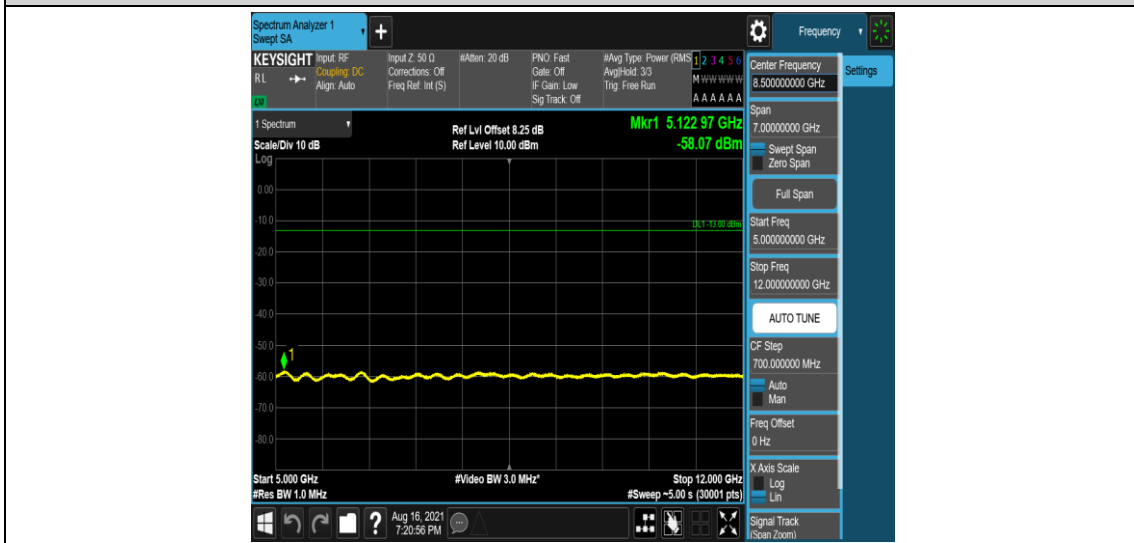 Spectrum Analyzer 1
Swept SA
+
Frequency
KEYSIGHT
RL
LXI
Input: RF
Coupling: DC
Align: Auto
Input Z: 50 Ω
Corrections: Off
Freq Ref: Int (S)
#Atten: 20 dB
PNO: Fast
Gate: Off
IF Gain: Low
Sig Track: Off
#Avg Type: Power (RMS
Avg|Hold: 3/3
Trig: Free Run
1 2 3 4 5 6
M W W W W W
A A A A A A
1 Spectrum
Scale/Div 10 dB
Ref Lvl Offset 8.25 dB
Ref Level 10.00 dBm
Mkr1 5.122 97 GHz
-58.07 dBm
Log
0.00
-10.0
DL1 -13.00 dBm
-20.0
-30.0
-40.0
-50.0
1
-60.0
-70.0
-80.0
Start 5.000 GHz
#Res BW 1.0 MHz
#Video BW 3.0 MHz*
Stop 12.000 GHz
#Sweep ~5.00 s (30001 pts)
Center Frequency
8.500000000 GHz
Settings
Span
7.00000000 GHz
Swept Span
Zero Span
Full Span
Start Freq
5.000000000 GHz
Stop Freq
12.000000000 GHz
AUTO TUNE
CF Step
700.000000 MHz
Auto
Man
Freq Offset
0 Hz
X Axis Scale
Log
Lin
Signal Track
(Span Zoom)
?
Aug 16, 2021
7:20:56 PM